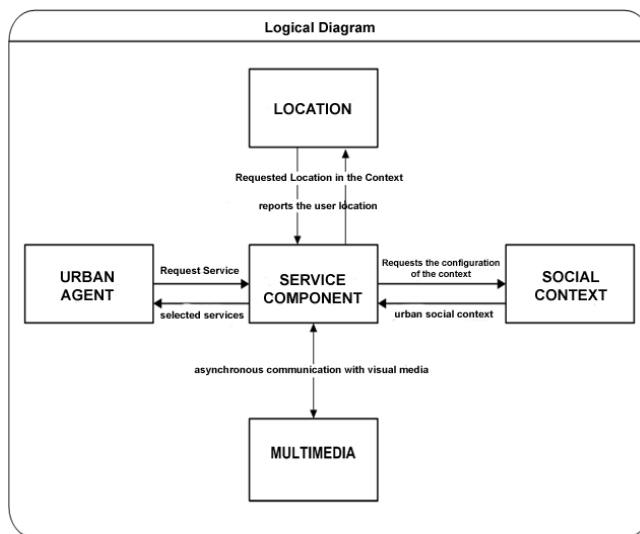 Logical Diagram
LOCATION
Requested Location in the Context
reports the user location
URBAN
AGENT
Request Service
selected services
SERVICE
COMPONENT
Requests the configuration
of the context
urban social context
SOCIAL
CONTEXT
asynchronous communication with visual media
MULTIMEDIA